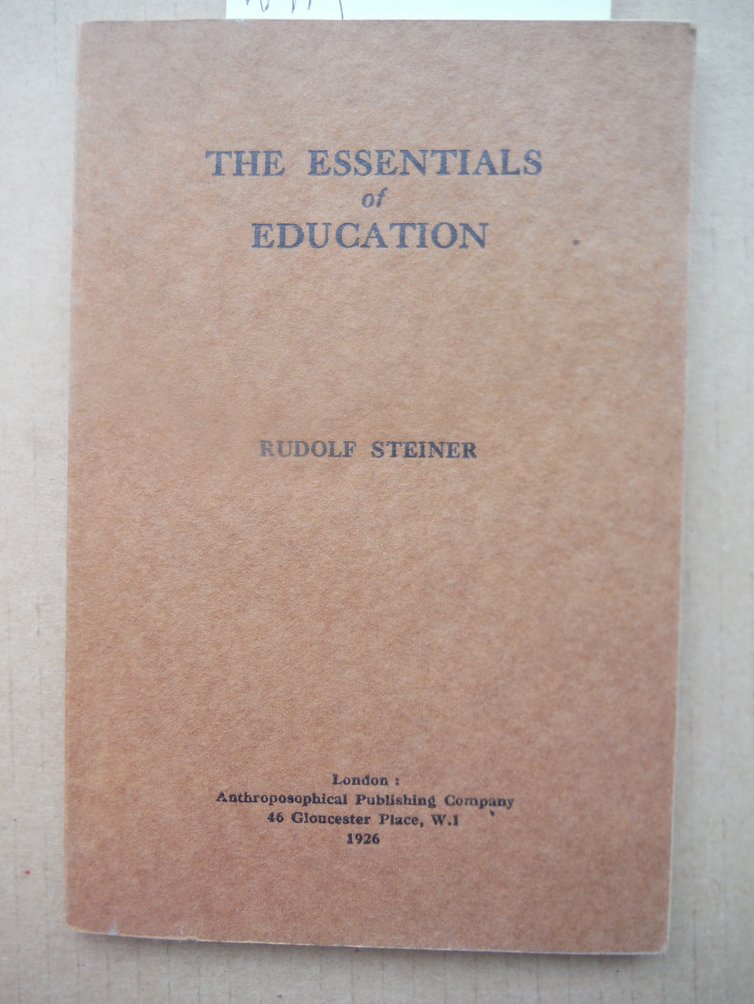 THE ESSENTIALS
of
EDUCATION
RUDOLF STEINER
London :
Anthroposophical Publishing Company
46 Gloucester Place, W.1
1926